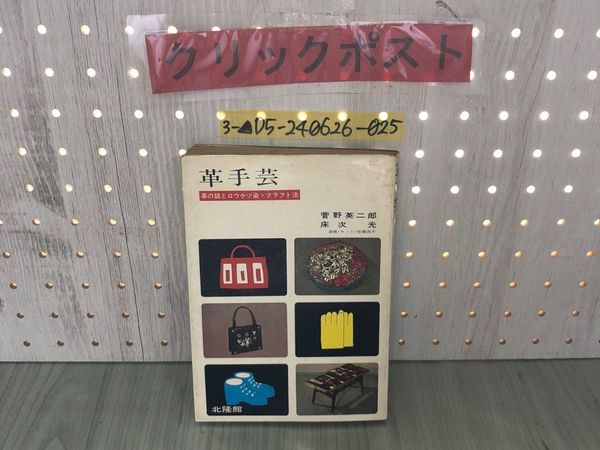 クリックポスト
3-▲D5-240626-025
革手芸
革の話とロウケツ染・クラフト法
菅野英二郎
床次 光
北隆館